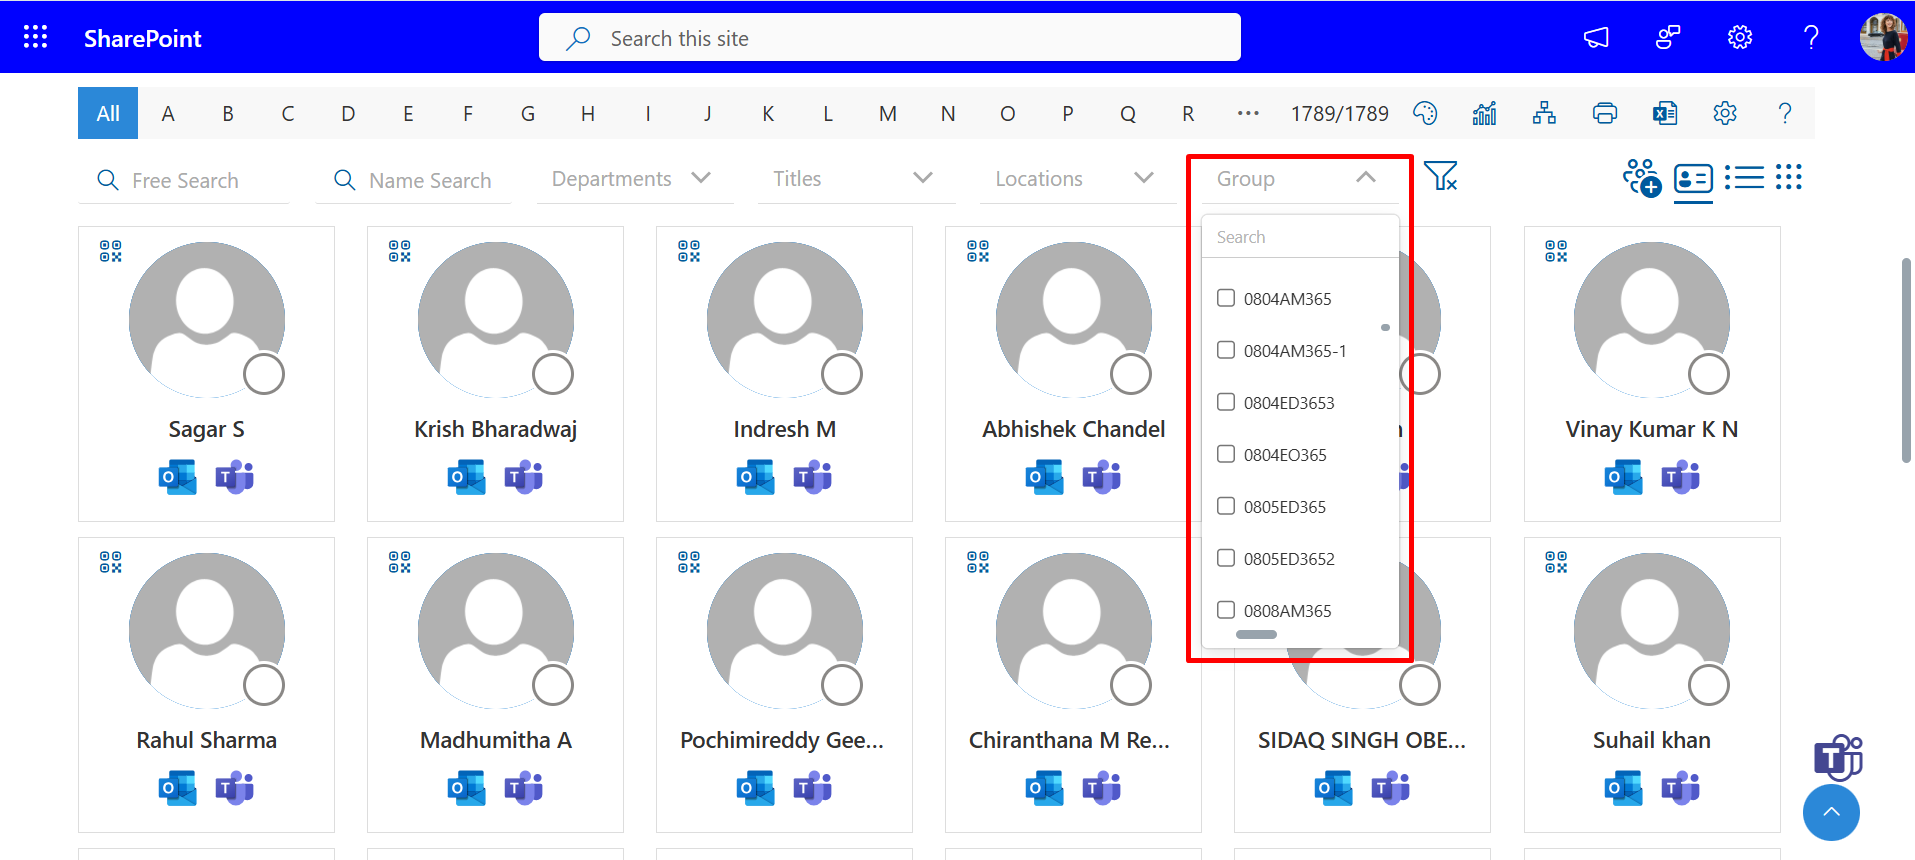 SharePoint
Search this site
All A B C D E F G H I J K L M N O P Q R ··· 1789/1789
Free Search Name Search Departments Titles Locations Group
Search
0804AM365
0804AM365-1
0804ED3653
0804EO365
0805ED365
0805ED3652
0808AM365
Sagar S Krish Bharadwaj Indresh M Abhishek Chandel Vinay Kumar K N
Rahul Sharma Madhumitha A Pochimireddy Gee... Chiranthana M Re... SIDAQ SINGH OBE... Suhail khan